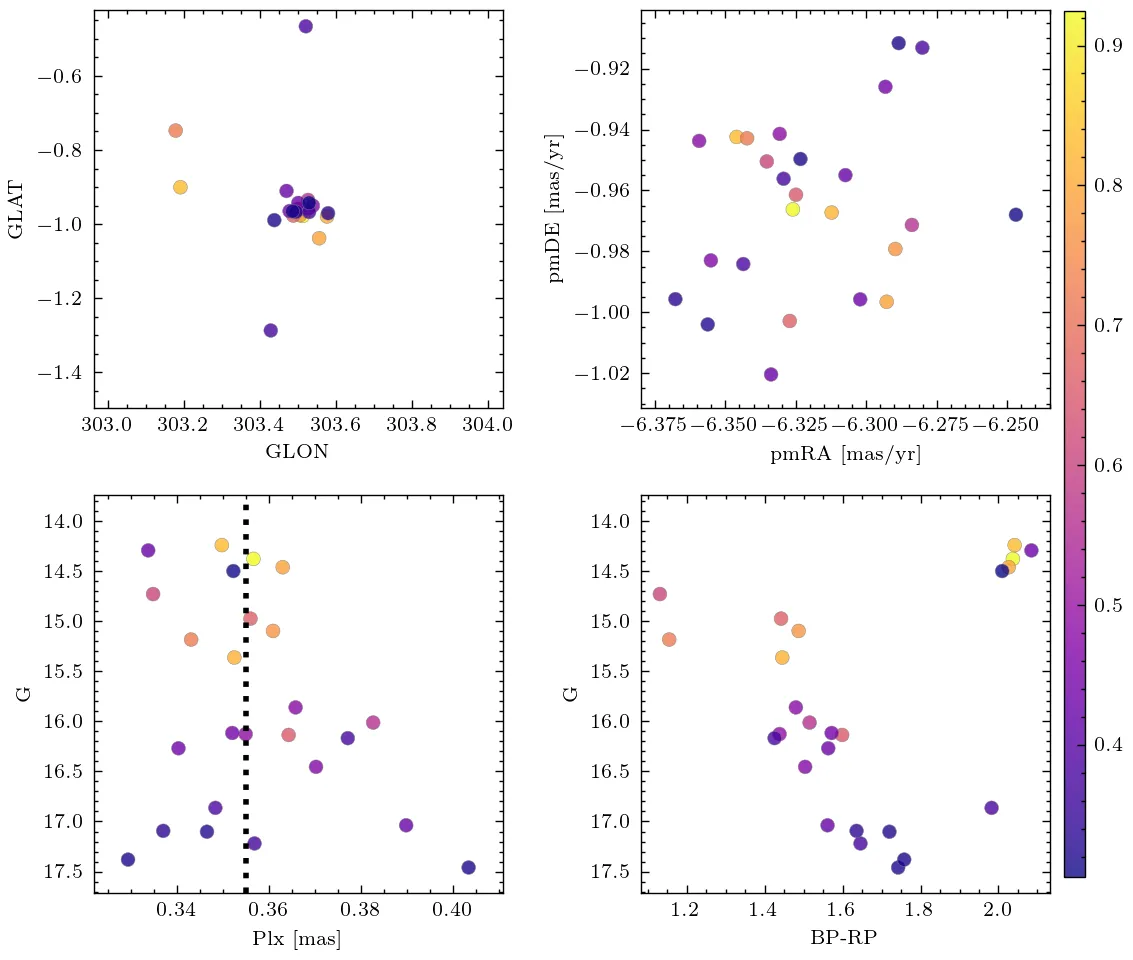 −0.6
−0.8
−1.0
−1.2
−1.4
GLAT
303.0 303.2 303.4 303.6 303.8 304.0
GLON
−0.92
−0.94
−0.96
−0.98
−1.00
−1.02
pmDE [mas/yr]
−6.375 −6.350 −6.325 −6.300 −6.275 −6.250
pmRA [mas/yr]
0.9
0.8
0.7
0.6
0.5
0.4
14.0
14.5
15.0
15.5
16.0
16.5
17.0
17.5
G
0.34 0.36 0.38 0.40
Plx [mas]
14.0
14.5
15.0
15.5
16.0
16.5
17.0
17.5
G
1.2 1.4 1.6 1.8 2.0
BP-RP